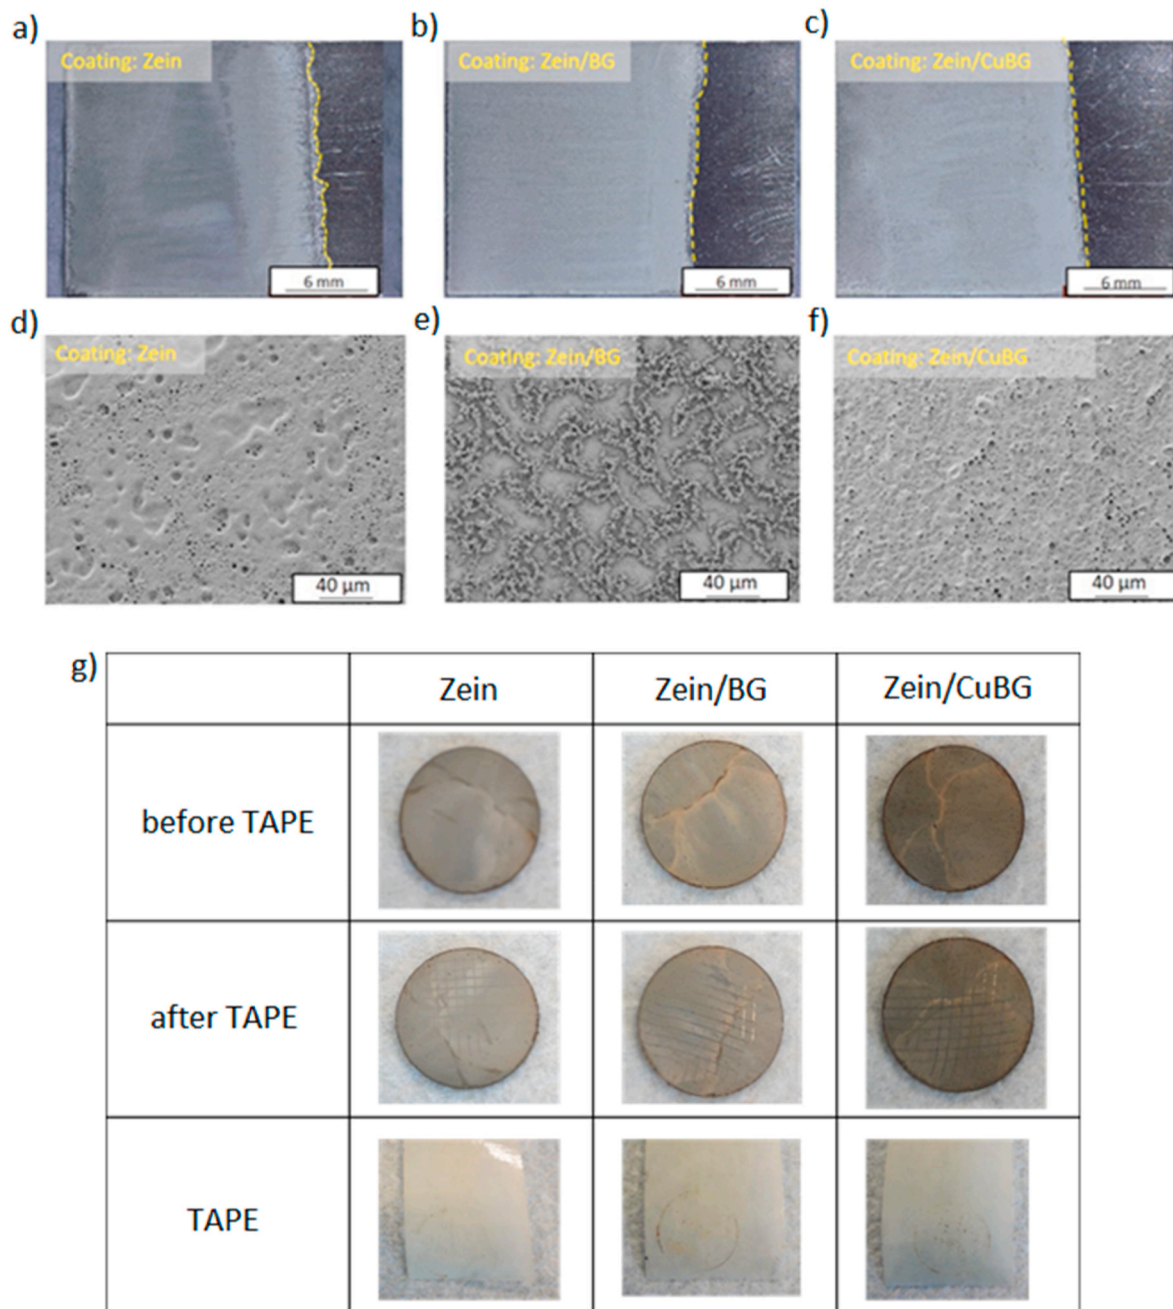 a)
Coating: Zein
6 mm
b)
Coating: Zein/BG
6 mm
c)
Coating: Zein/CuBG
6 mm
d)
Coating: Zein
40 µm
e)
Coating: Zein/BG
40 µm
f)
Coating: Zein/CuBG
40 µm
g)
Zein Zein/BG Zein/CuBG
before TAPE
after TAPE
TAPE